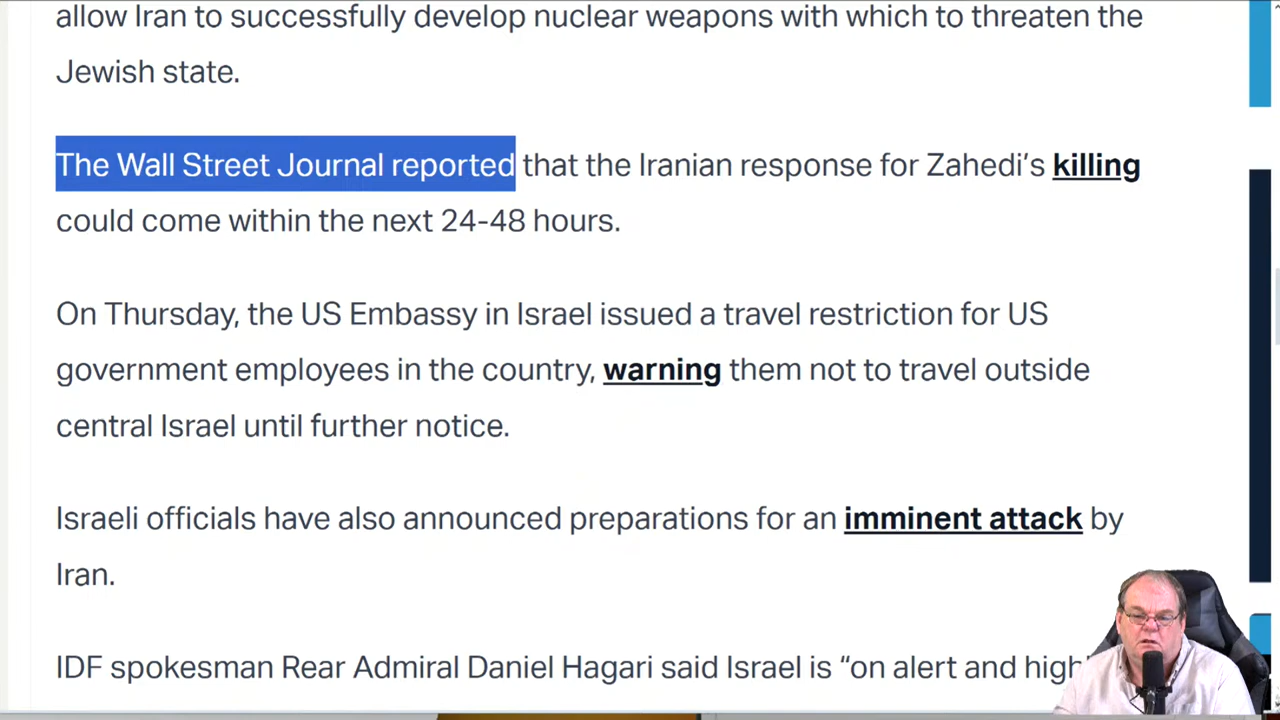 allow Iran to successfully develop nuclear weapons with which to threaten the
Jewish state.
The Wall Street Journal reported that the Iranian response for Zahedi’s killing
could come within the next 24-48 hours.
On Thursday, the US Embassy in Israel issued a travel restriction for US
government employees in the country, warning them not to travel outside
central Israel until further notice.
Israeli officials have also announced preparations for an imminent attack by
Iran.
IDF spokesman Rear Admiral Daniel Hagari said Israel is “on alert and